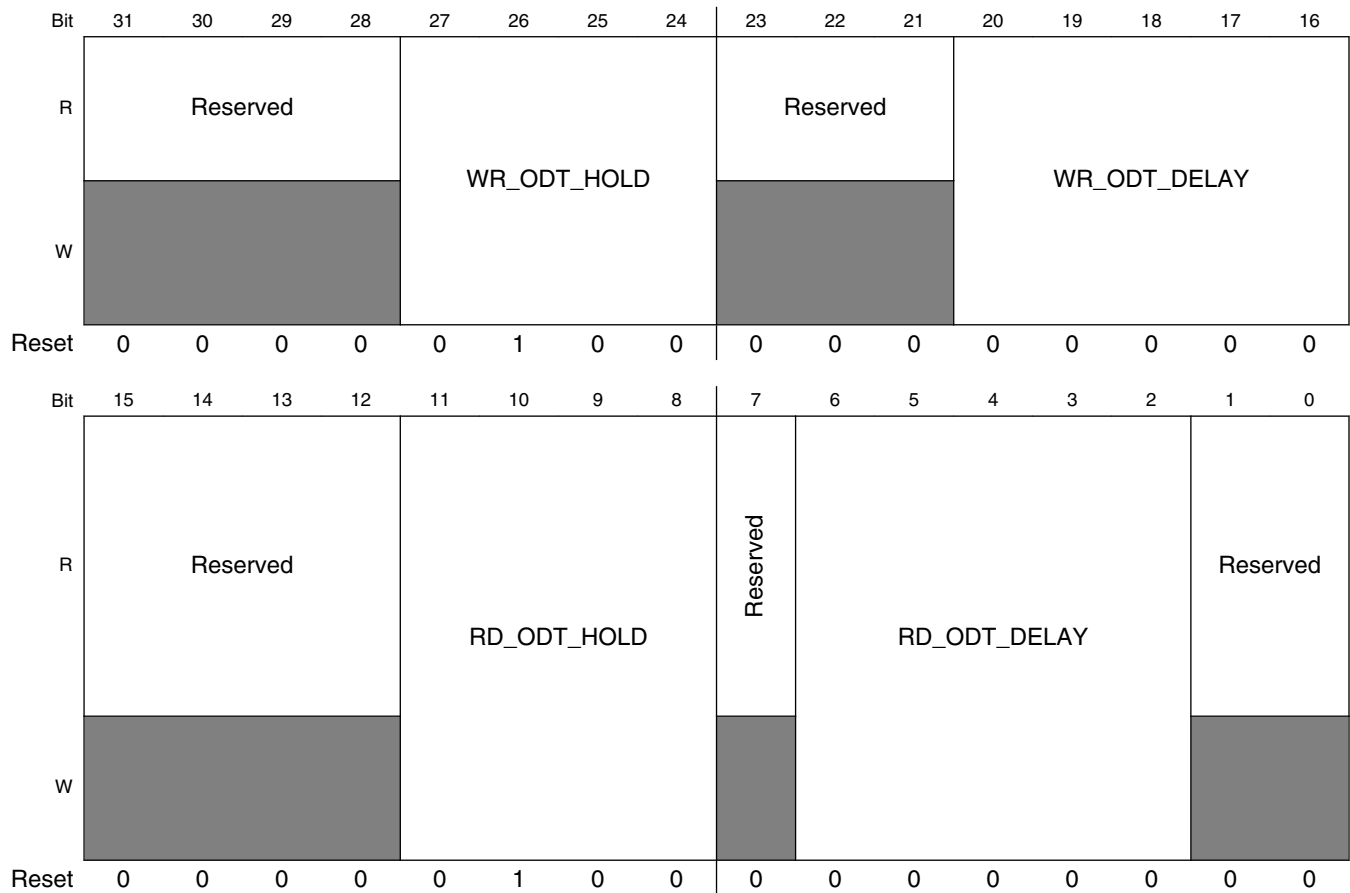 Bit 31 30 29 28 27 26 25 24 23 22 21 20 19 18 17 16
R Reserved Reserved
WR_ODT_HOLD WR_ODT_DELAY
W
Reset 0 0 0 0 0 1 0 0 0 0 0 0 0 0 0 0
Bit 15 14 13 12 11 10 9 8 7 6 5 4 3 2 1 0
R Reserved Reserved Reserved
RD_ODT_HOLD RD_ODT_DELAY
W
Reset 0 0 0 0 0 1 0 0 0 0 0 0 0 0 0 0